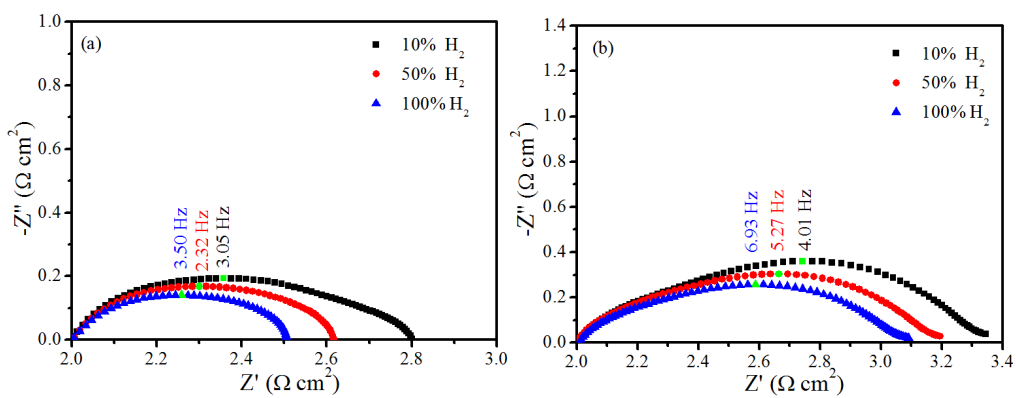 (a)
10% H2
50% H2
100% H2
3.50 Hz
2.32 Hz
3.05 Hz
-Z" (Ω cm²)
1.0
0.8
0.6
0.4
0.2
0.0
2.0 2.2 2.4 2.6 2.8 3.0
Z' (Ω cm²)
(b)
10% H2
50% H2
100% H2
6.93 Hz
5.27 Hz
4.01 Hz
-Z" (Ω cm²)
1.4
1.2
1.0
0.8
0.6
0.4
0.2
0.0
2.0 2.2 2.4 2.6 2.8 3.0 3.2 3.4
Z' (Ω cm²)